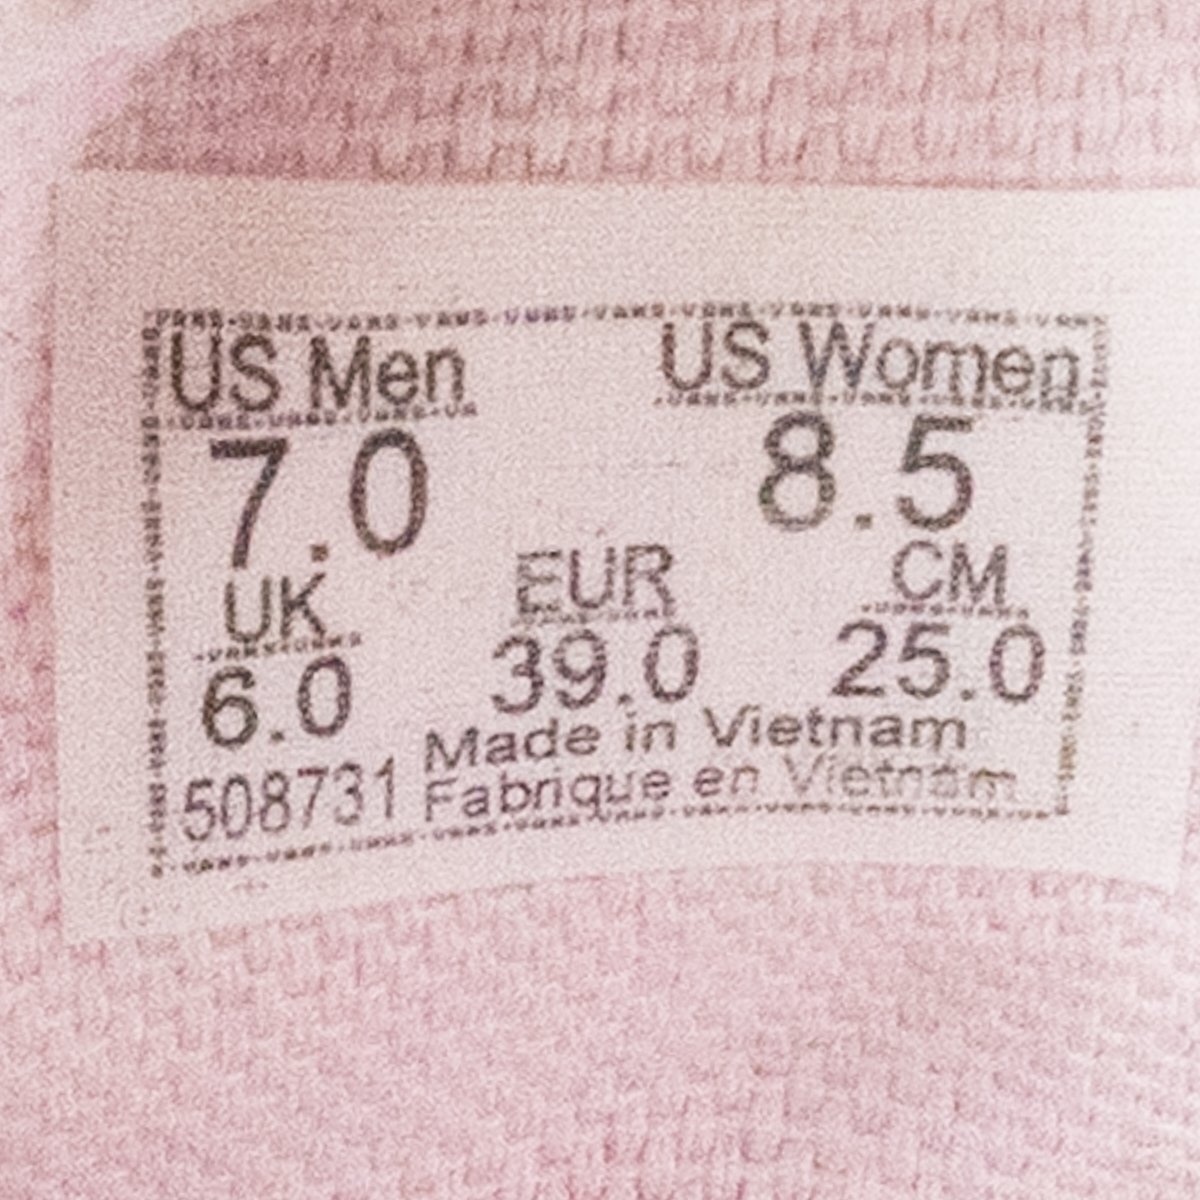 US Men US Women
7.0 8.5
UK EUR CM
6.0 39.0 25.0
508731 Made in Vietnam
Fabrique en Vietnam